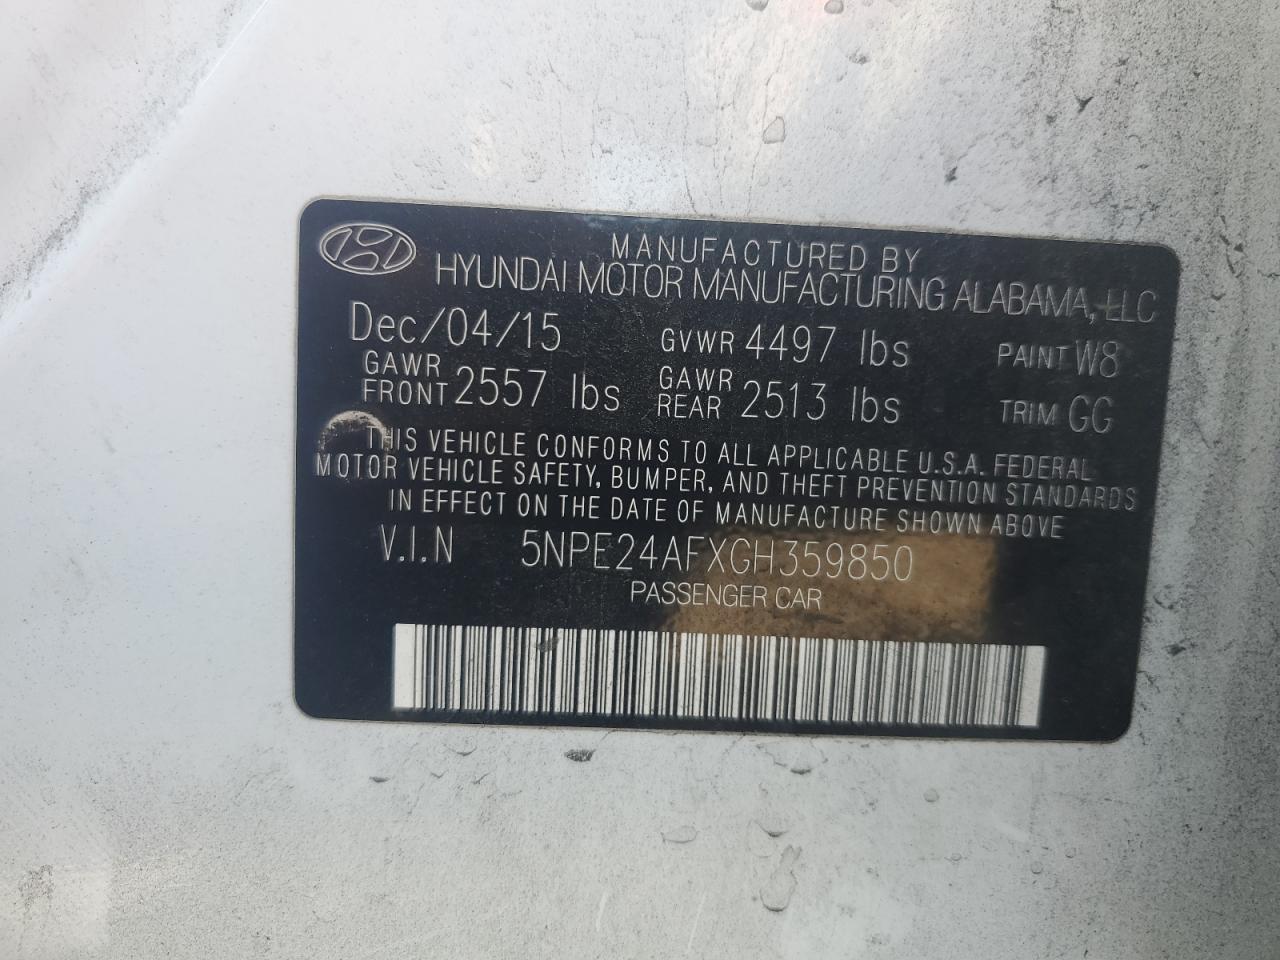 MANUFACTURED BY
HYUNDAI MOTOR MANUFACTURING ALABAMA, LLC
Dec/04/15 GVWR 4497 lbs PAINT W8
GAWR FRONT 2557 lbs GAWR REAR 2513 lbs TRIM GG
THIS VEHICLE CONFORMS TO ALL APPLICABLE U.S.A. FEDERAL
MOTOR VEHICLE SAFETY, BUMPER, AND THEFT PREVENTION STANDARDS
IN EFFECT ON THE DATE OF MANUFACTURE SHOWN ABOVE
V.I.N 5NPE24AFXGH359850
PASSENGER CAR